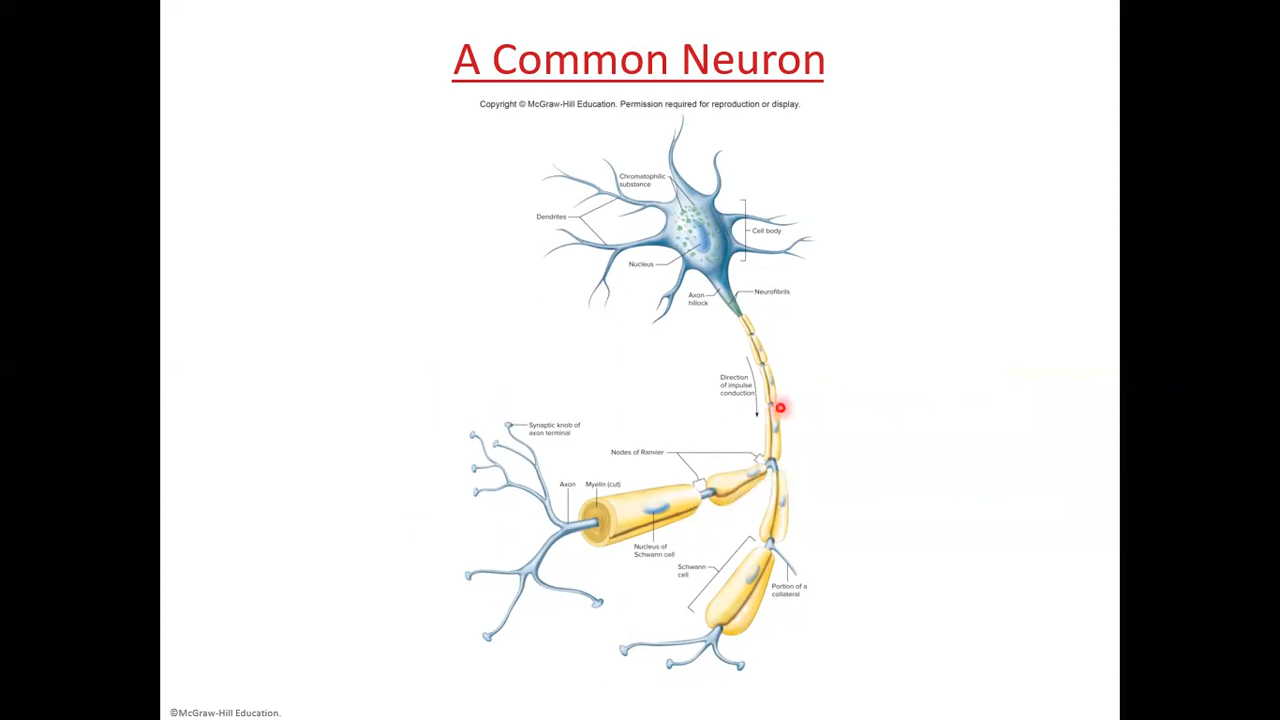 A Common Neuron
Copyright © McGraw-Hill Education. Permission required for reproduction or display.
Chromatophilic
substance
Dendrites
Cell body
Nucleus
Axon
hillock
Neurofibrils
Direction
of impulse
conduction
Synaptic knob of
axon terminal
Nodes of Ranvier
Axon
Myelin (cut)
Nucleus of
Schwann cell
Schwann
cell
Portion of a
collateral
©McGraw-Hill Education.